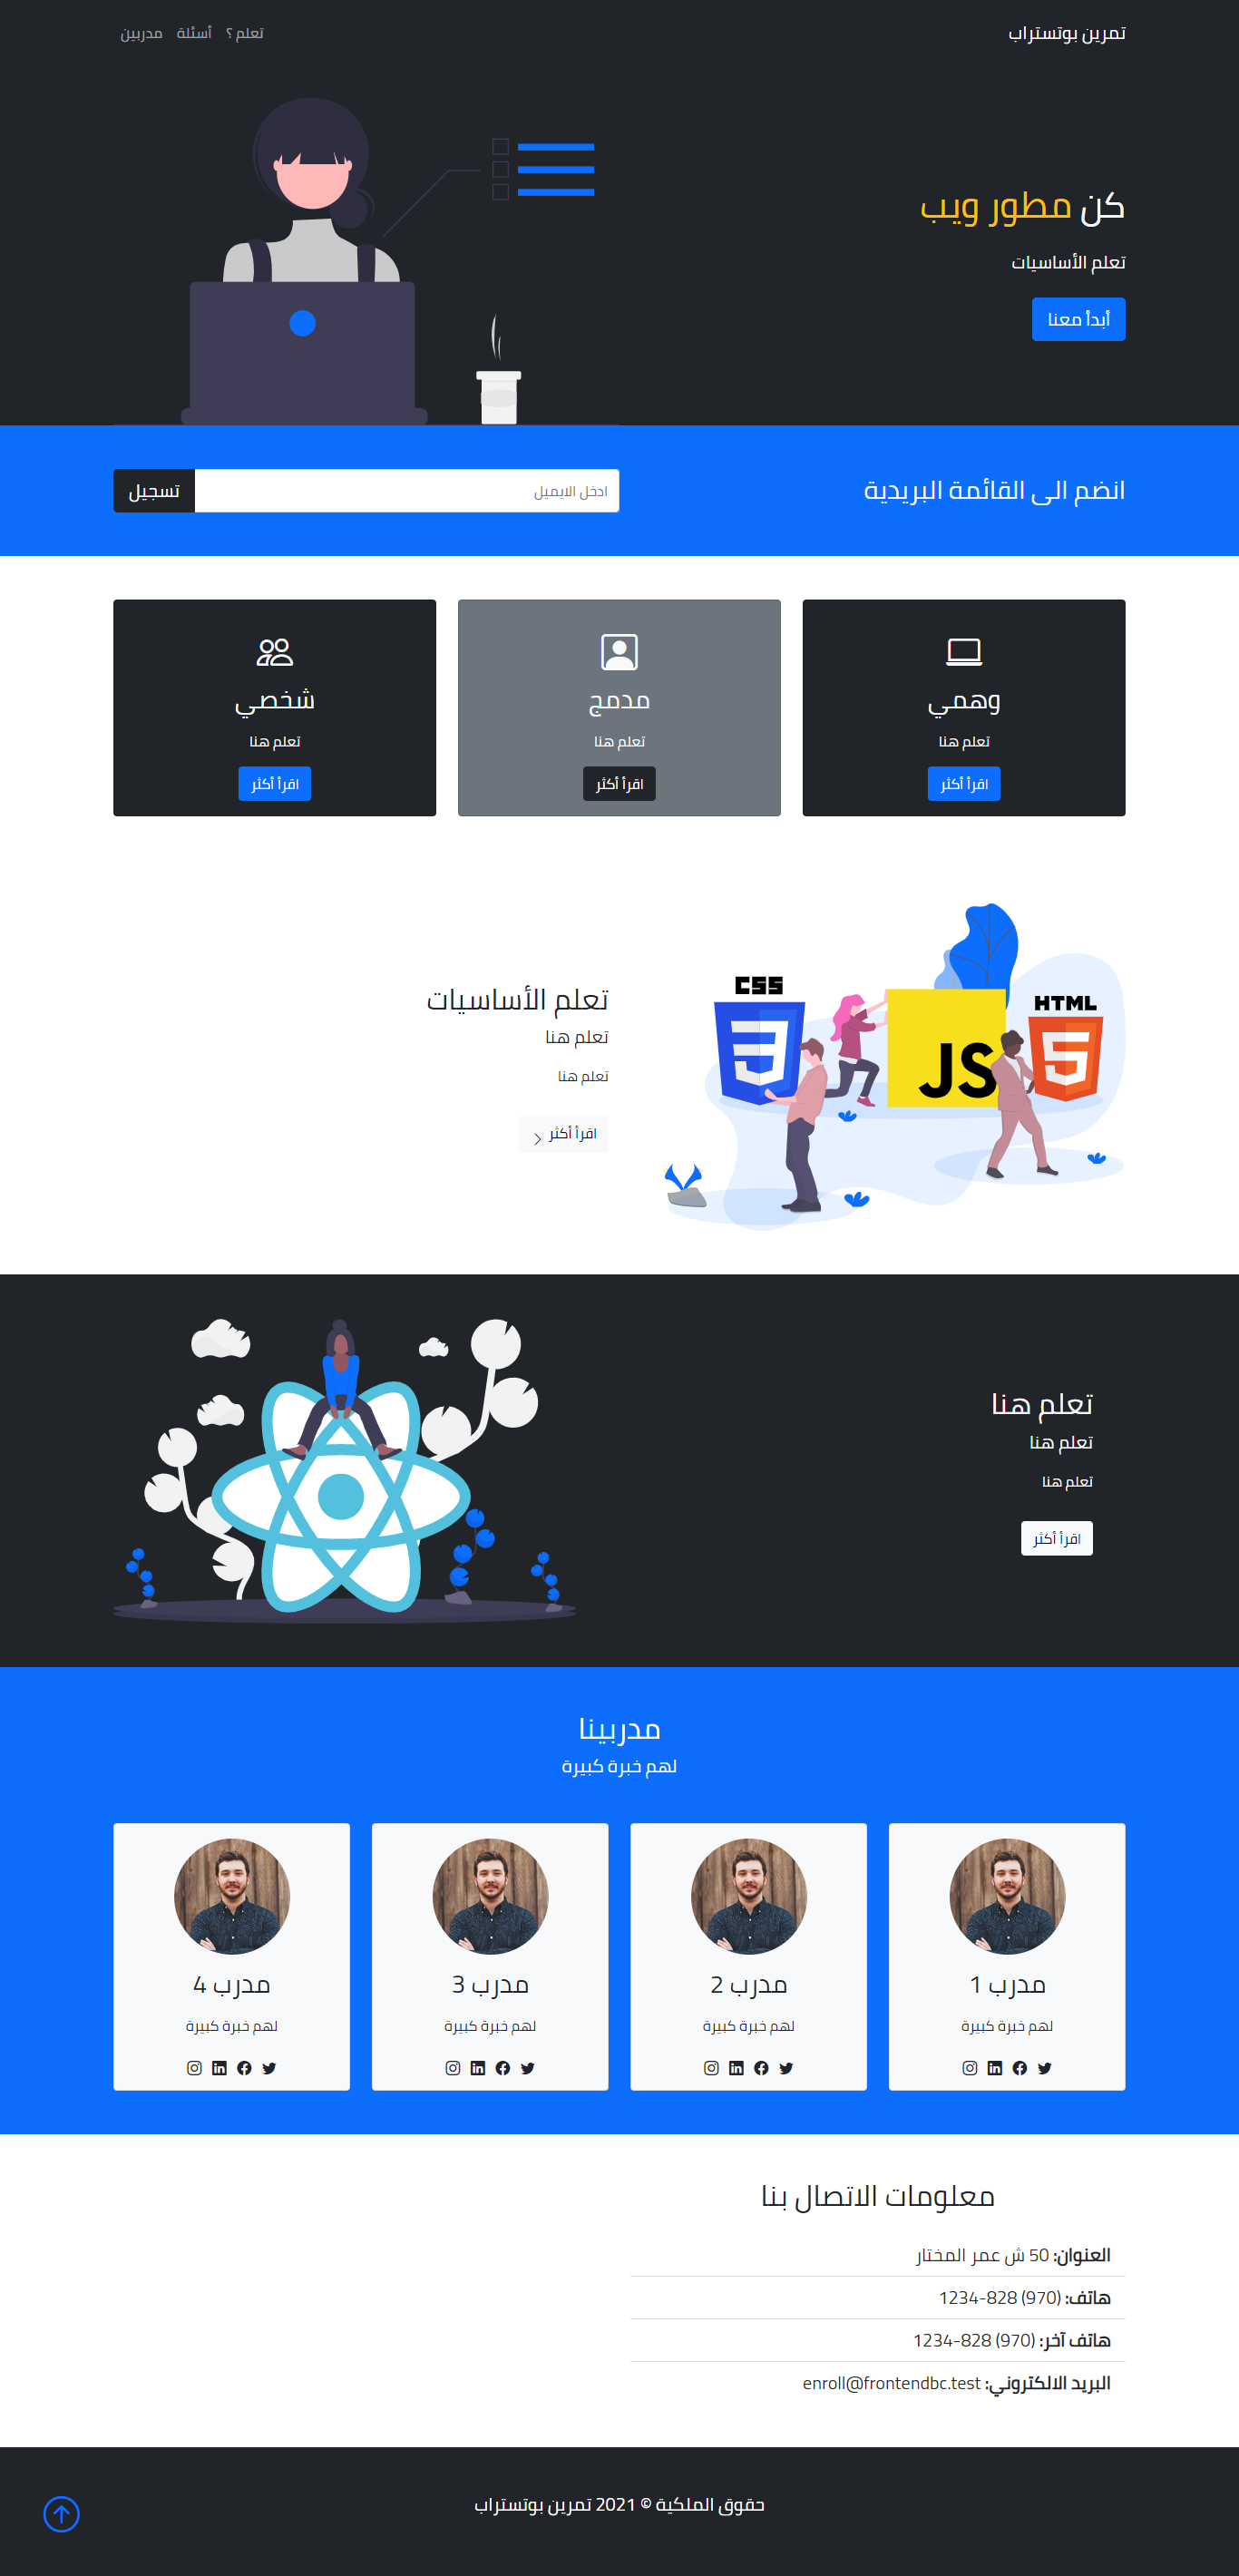 تمرين بوتستراب
تعلم ؟ أسئلة مدربين
كن مطور ويب
تعلم الأساسيات
أبدأ معنا
انضم الى القائمة البريدية
ادخل الايميل
تسجيل
وهمي
تعلم هنا
اقرأ أكثر
مدمج
تعلم هنا
اقرأ أكثر
شخصي
تعلم هنا
اقرأ أكثر
CSS
3
JS
HTML
5
تعلم الأساسيات
تعلم هنا
تعلم هنا
اقرأ أكثر
تعلم هنا
تعلم هنا
تعلم هنا
اقرأ أكثر
مدربينا
لهم خبرة كبيرة
مدرب 1
لهم خبرة كبيرة
مدرب 2
لهم خبرة كبيرة
مدرب 3
لهم خبرة كبيرة
مدرب 4
لهم خبرة كبيرة
معلومات الاتصال بنا
العنوان: 50 ش عمر المختار
هاتف: (970) 828-1234
هاتف آخر: (970) 828-1234
البريد الالكتروني: enroll@frontendbc.test
حقوق الملكية © 2021 تمرين بوتستراب